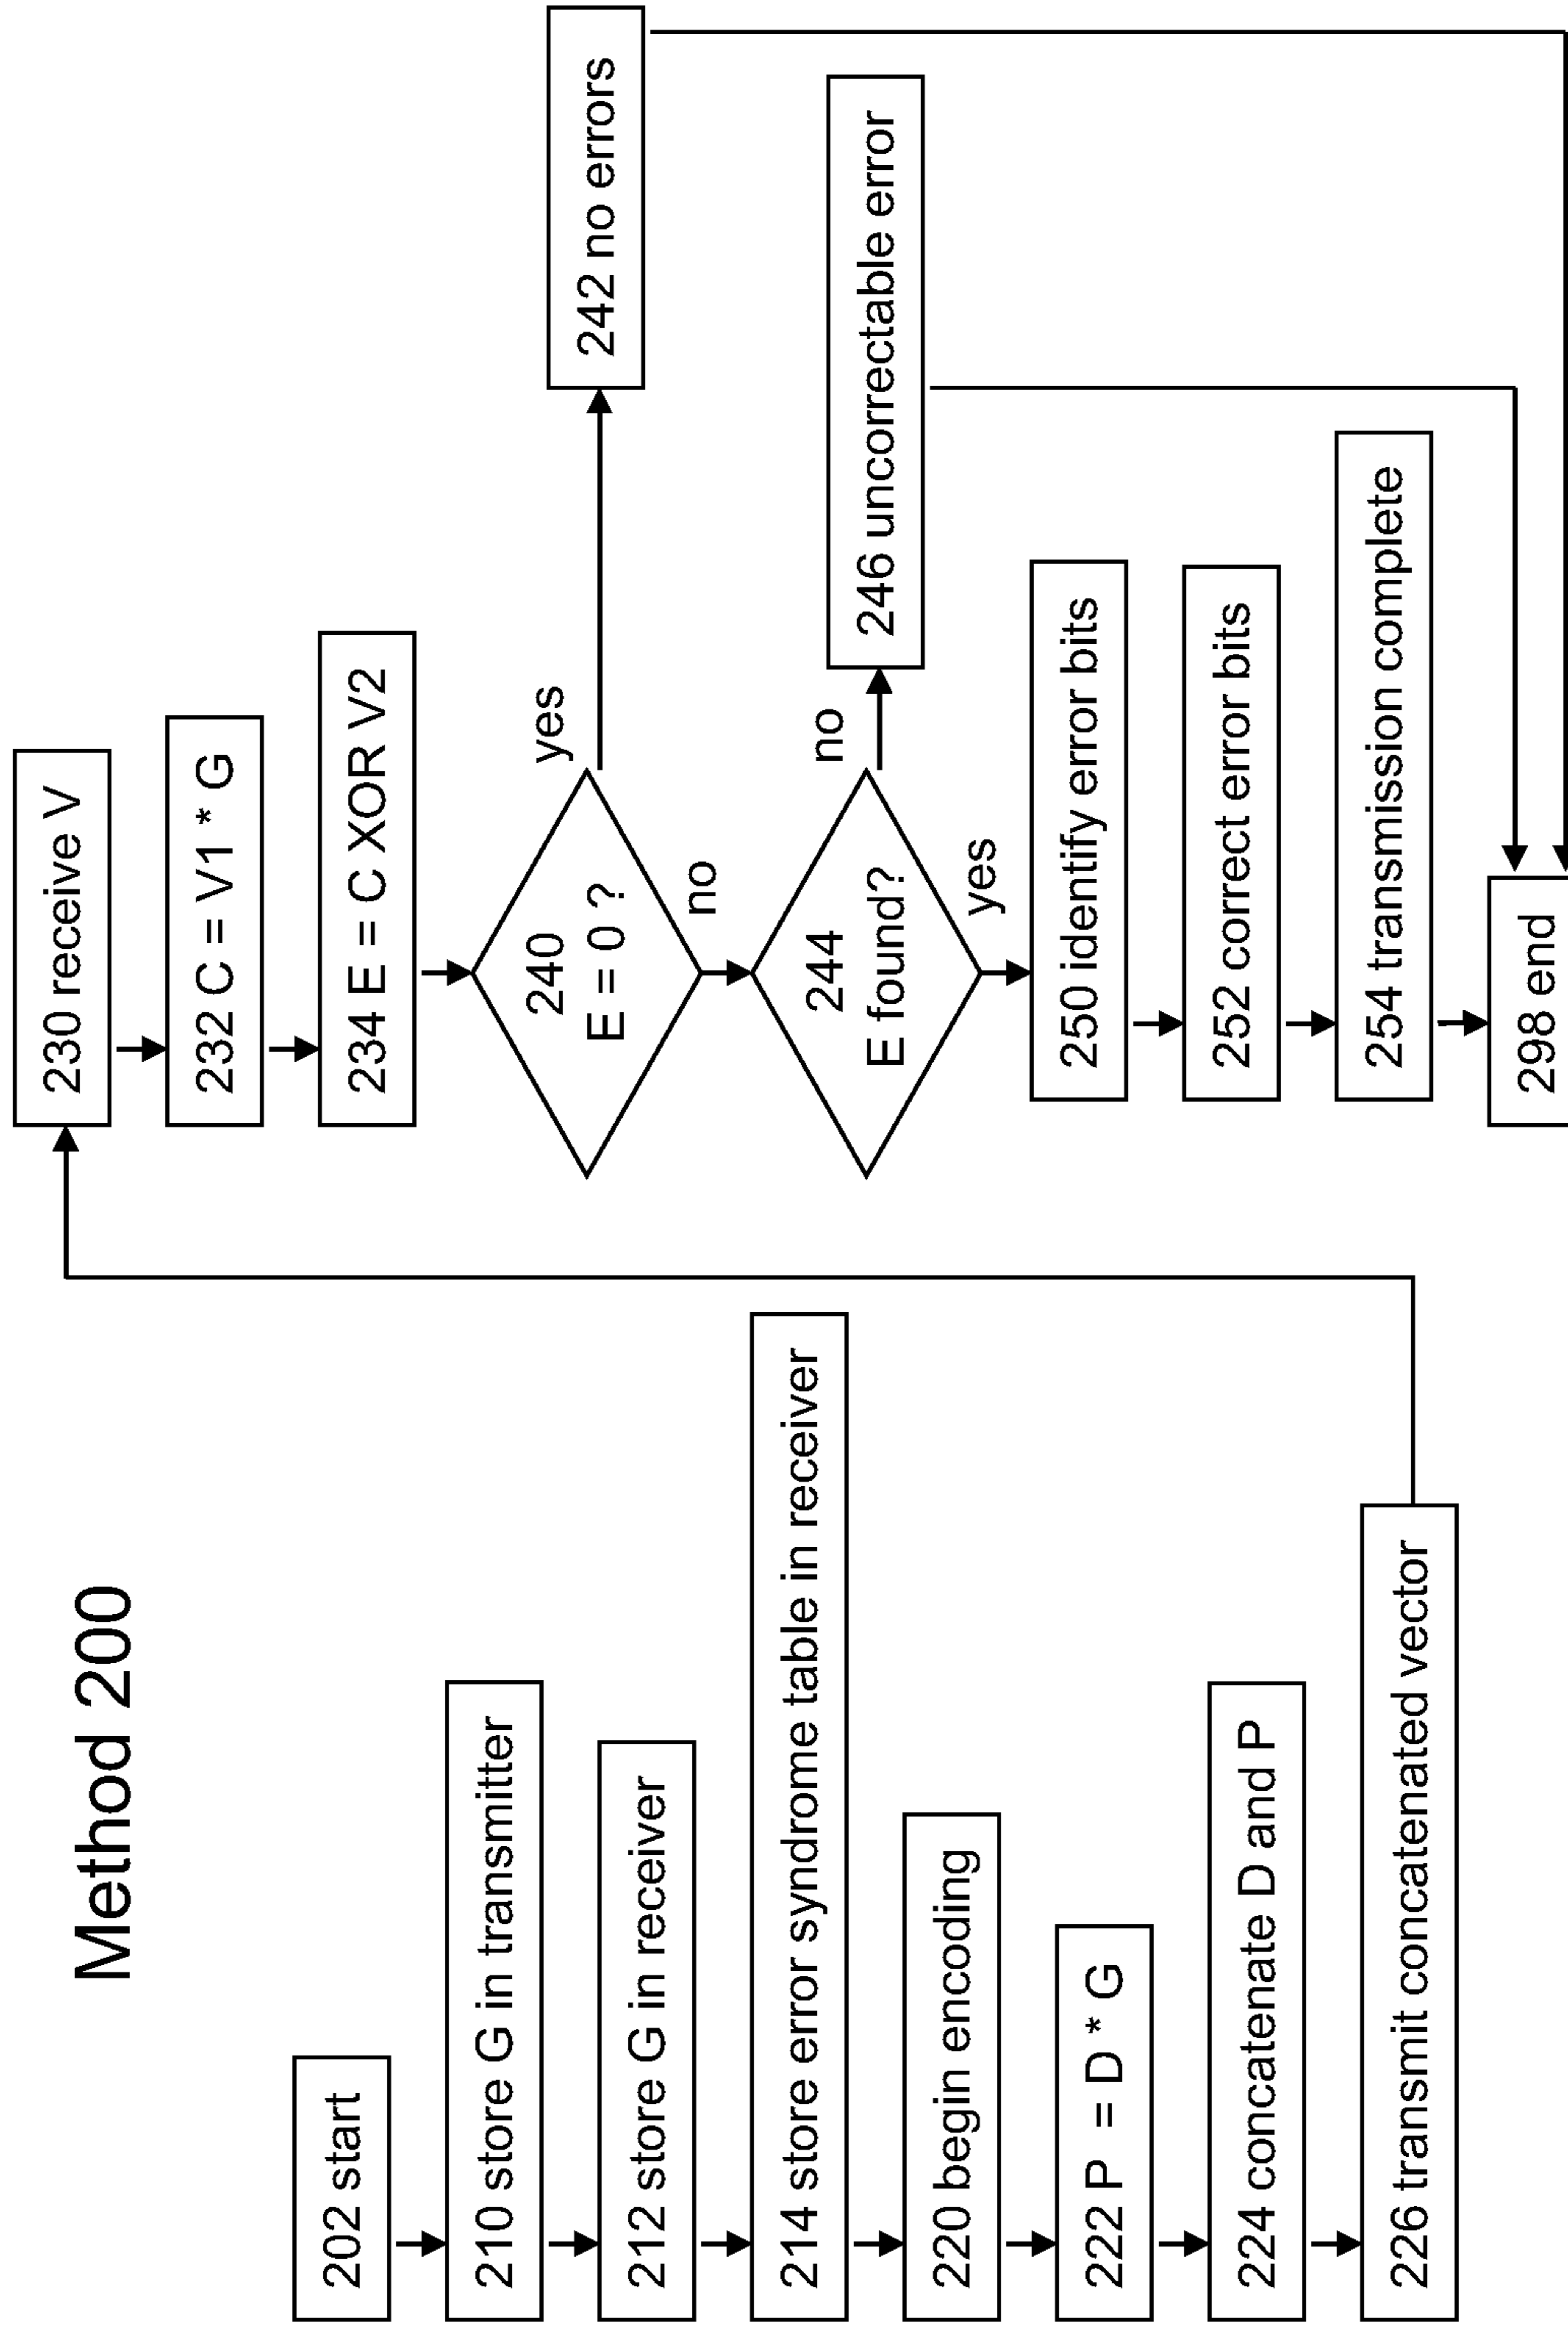 Method 200
202 start
210 store G in transmitter
212 store G in receiver
214 store error syndrome table in receiver
220 begin encoding
222 P = D * G
224 concatenate D and P
226 transmit concatenated vector
230 receive V
232 C = V1 * G
234 E = C XOR V2
240
E = 0 ?
yes
no
242 no errors
244
E found?
no
yes
246 uncorrectable error
250 identify error bits
252 correct error bits
254 transmission complete
298 end